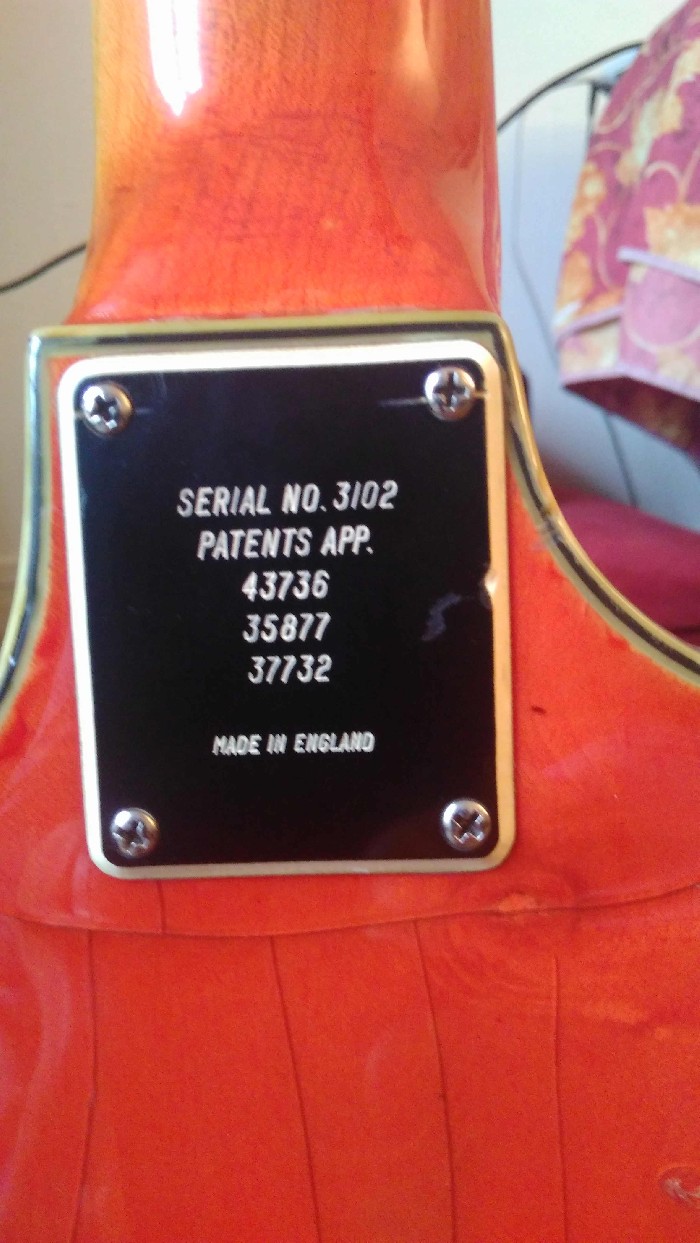 SERIAL NO. 3102
PATENTS APP.
43736
35877
37732
MADE IN ENGLAND